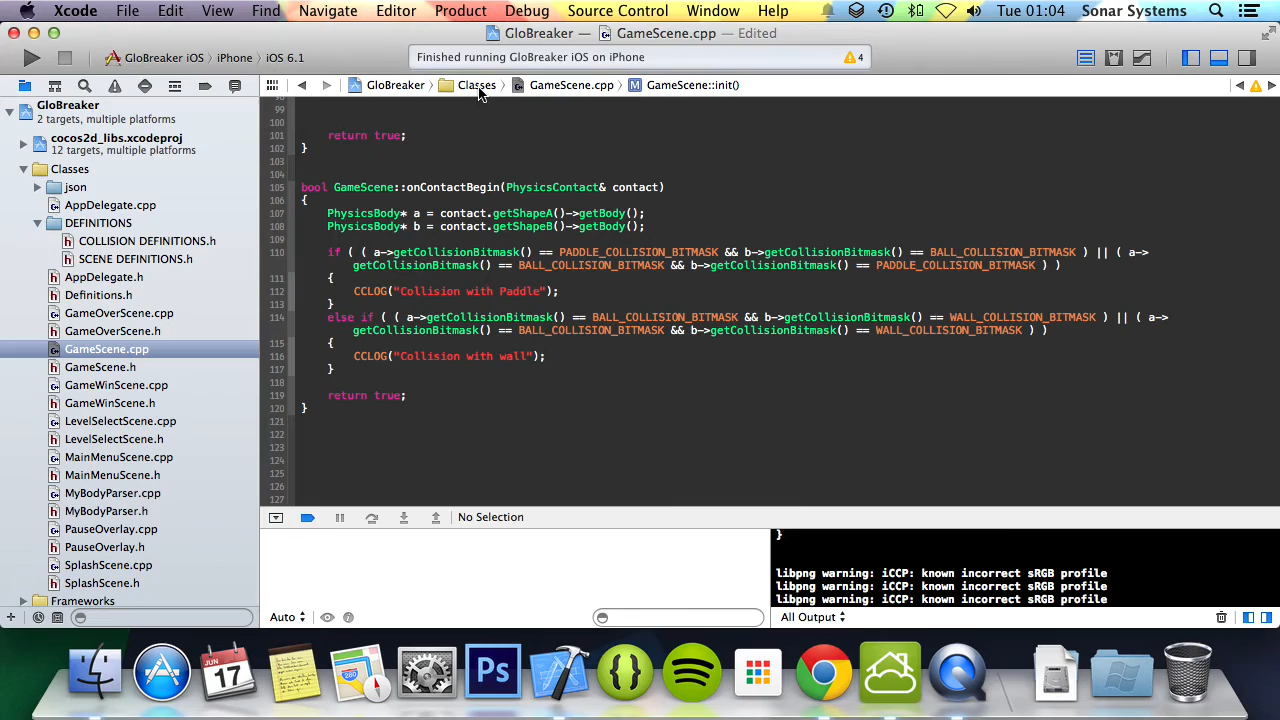 Xcode File Edit View Find Navigate Editor Product Debug Source Control Window Help Tue 01:04 Sonar Systems
GloBreaker — GameScene.cpp — Edited
GloBreaker iOS › iPhone › iOS 6.1
Finished running GloBreaker iOS on iPhone
4
GloBreaker › Classes › GameScene.cpp › M GameScene::init()
GloBreaker
2 targets, multiple platforms
cocos2d_libs.xcodeproj
12 targets, multiple platforms
Classes
json
AppDelegate.cpp
DEFINITIONS
COLLISION DEFINITIONS.h
SCENE DEFINITIONS.h
AppDelegate.h
Definitions.h
GameOverScene.cpp
GameOverScene.h
GameScene.cpp
GameScene.h
GameWinScene.cpp
GameWinScene.h
LevelSelectScene.cpp
LevelSelectScene.h
MainMenuScene.cpp
MainMenuScene.h
MyBodyParser.cpp
MyBodyParser.h
PauseOverlay.cpp
PauseOverlay.h
SplashScene.cpp
SplashScene.h
Frameworks
98
99
100
101 return true;
102 }
103
104
105 bool GameScene::onContactBegin(PhysicsContact& contact)
106 {
107 PhysicsBody* a = contact.getShapeA()->getBody();
108 PhysicsBody* b = contact.getShapeB()->getBody();
109
110 if ( ( a->getCollisionBitmask() == PADDLE_COLLISION_BITMASK && b->getCollisionBitmask() == BALL_COLLISION_BITMASK ) || ( a->
getCollisionBitmask() == BALL_COLLISION_BITMASK && b->getCollisionBitmask() == PADDLE_COLLISION_BITMASK ) )
111 {
112 CCLOG("Collision with Paddle");
113 }
114 else if ( ( a->getCollisionBitmask() == BALL_COLLISION_BITMASK && b->getCollisionBitmask() == WALL_COLLISION_BITMASK ) || ( a->
getCollisionBitmask() == BALL_COLLISION_BITMASK && b->getCollisionBitmask() == WALL_COLLISION_BITMASK ) )
115 {
116 CCLOG("Collision with wall");
117 }
118
119 return true;
120 }
121
122
123
124
125
126
127
No Selection
}
libpng warning: iCCP: known incorrect sRGB profile
libpng warning: iCCP: known incorrect sRGB profile
libpng warning: iCCP: known incorrect sRGB profile
Auto
All Output
JUN
17
Ps